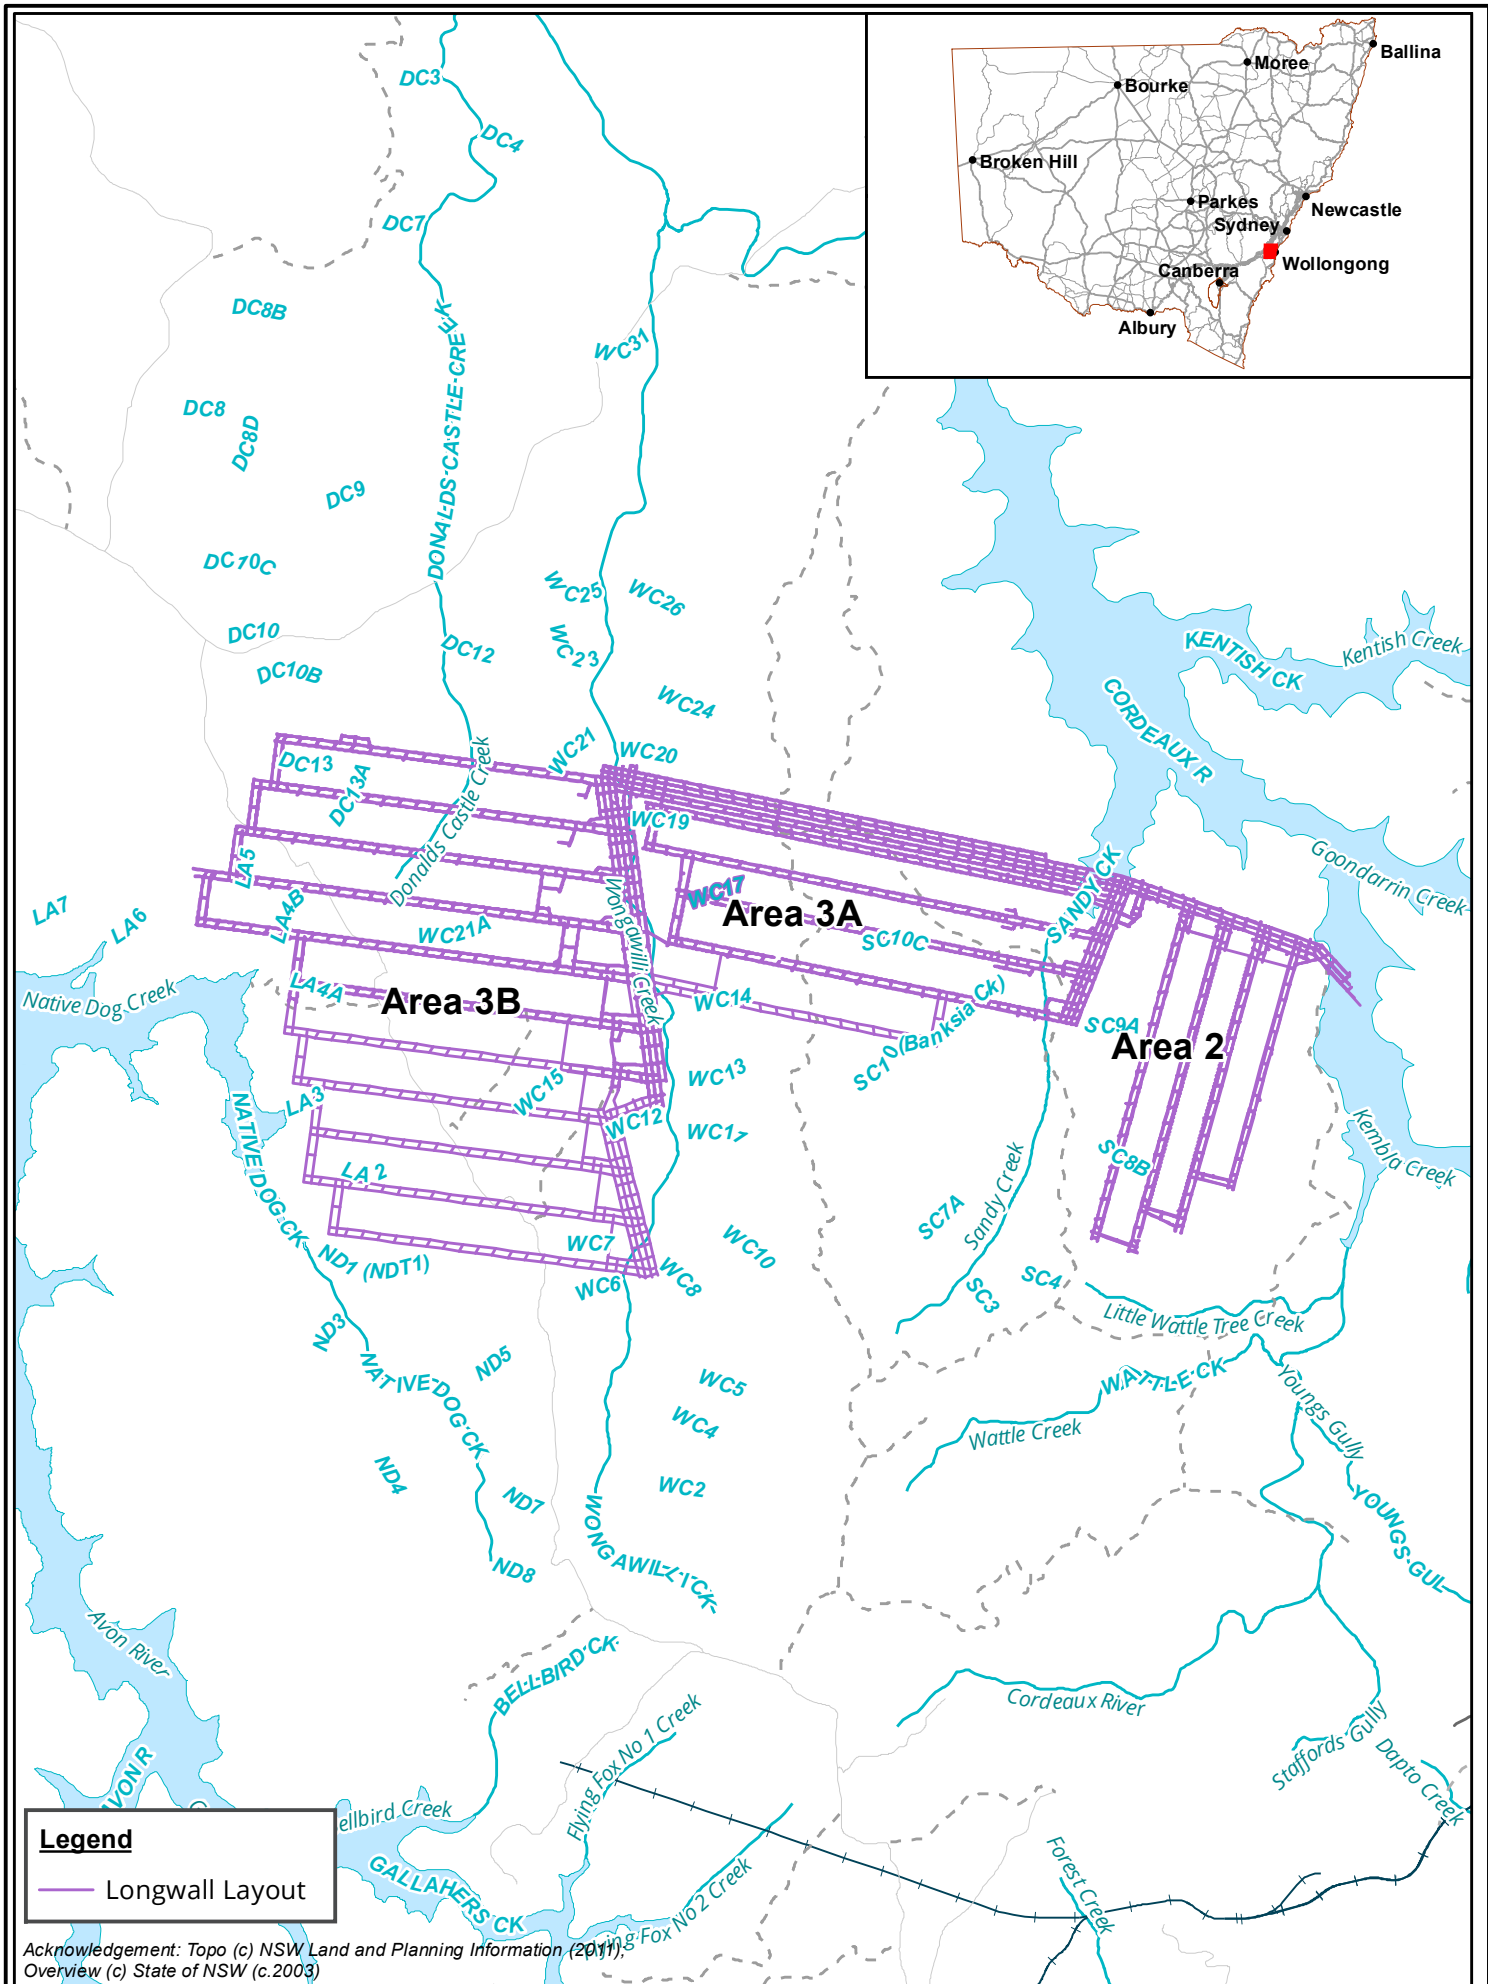 Ballina
Moree
Bourke
Broken Hill
Parkes
Newcastle
Sydney
Wollongong
Canberra
Albury
DC3
DC4
DC7
DC8B
DONALDS CASTLE CREEK
WC31
DC8
DC8D
DC9
DC10C
WC25
WC26
DC10
DC12
WC23
DC10B
WC24
KENTISH CK
Kentish Creek
CORDEAUX R
WC21
WC20
DC13
DC13A
Donalds Castle Creek
WC19
LA5
LA7
LA6
LA4B
WC21A
WC17
Area 3A
SC10C
SANDY CK
Goondarrin Creek
Wongawilli Creek
Native Dog Creek
LA4A
Area 3B
WC14
SC10 (Banksia Ck)
SC9A
Area 2
WC13
WC15
LA3
WC12
WC17
NATIVE DOG CK
LA2
SC8B
Kembla Creek
SC7A
Sandy Creek
WC7
WC10
ND1 (NDT1)
WC6
WC8
SC3
SC4
Little Wattle Tree Creek
ND3
NATIVE DOG CK
ND5
WC5
WATTLE CK
Youngs Gully
WC4
Wattle Creek
ND4
ND7
WC2
WONGAWILLI CK
YOUNGS GUL
ND8
Avon River
BELLBIRD CK
Flying Fox No 1 Creek
Cordeaux River
Staffords Gully
Dapto Creek
VON R
ellbird Creek
GALLAHERS CK
Flying Fox No 2 Creek
Forest Creek
Legend
Longwall Layout
Acknowledgement: Topo (c) NSW Land and Planning Information (2011);
Overview (c) State of NSW (c.2003)